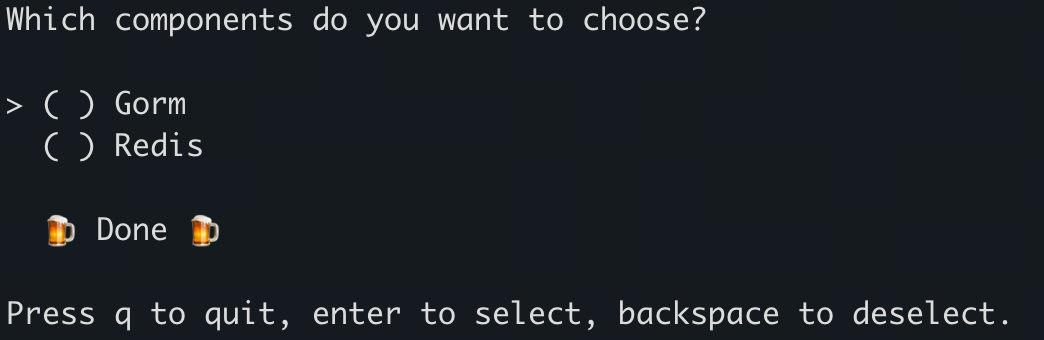 Which components do you want to choose?
> ( ) Gorm
( ) Redis
🍺 Done 🍺
Press q to quit, enter to select, backspace to deselect.